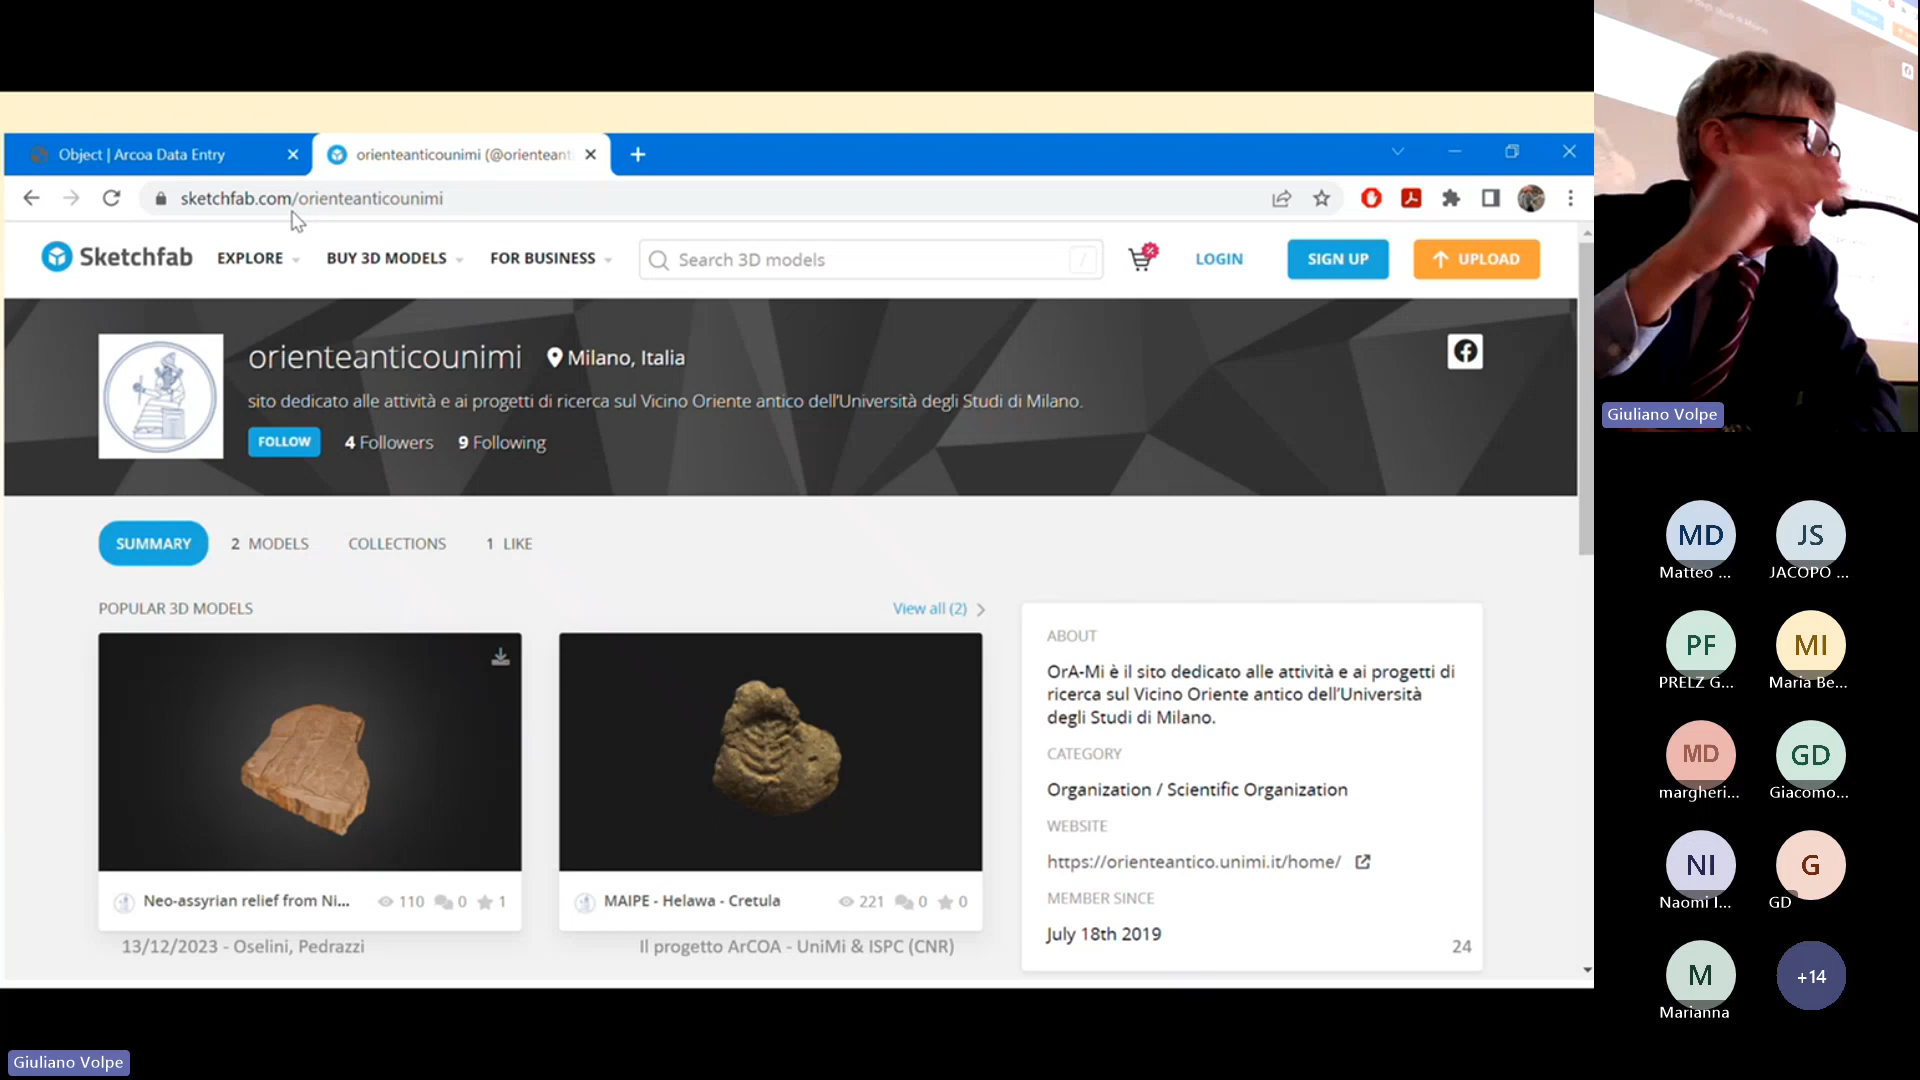 Object | Arcoa Data Entry
orienteanticounimi (@orienteant
sketchfab.com/orienteanticounimi
Sketchfab
EXPLORE
BUY 3D MODELS
FOR BUSINESS
Search 3D models
/
LOGIN
SIGN UP
UPLOAD
orienteanticounimi
Milano, Italia
sito dedicato alle attività e ai progetti di ricerca sul Vicino Oriente antico dell'Università degli Studi di Milano.
FOLLOW
4 Followers
9 Following
SUMMARY
2 MODELS
COLLECTIONS
1 LIKE
POPULAR 3D MODELS
View all (2)
Neo-assyrian relief from Ni...
110
0
1
MAIPE - Helawa - Cretula
221
0
0
13/12/2023 - Oselini, Pedrazzi
Il progetto ArCOA - UniMi & ISPC (CNR)
24
ABOUT
OrA-Mi è il sito dedicato alle attività e ai progetti di
ricerca sul Vicino Oriente antico dell'Università
degli Studi di Milano.
CATEGORY
Organization / Scientific Organization
WEBSITE
https://orienteantico.unimi.it/home/
MEMBER SINCE
July 18th 2019
Giuliano Volpe
MD
Matteo ...
JS
JACOPO ...
PF
PRELZ G...
MI
Maria Be...
MD
margheri...
GD
Giacomo...
NI
Naomi I...
G
GD
M
Marianna
+14
Giuliano Volpe